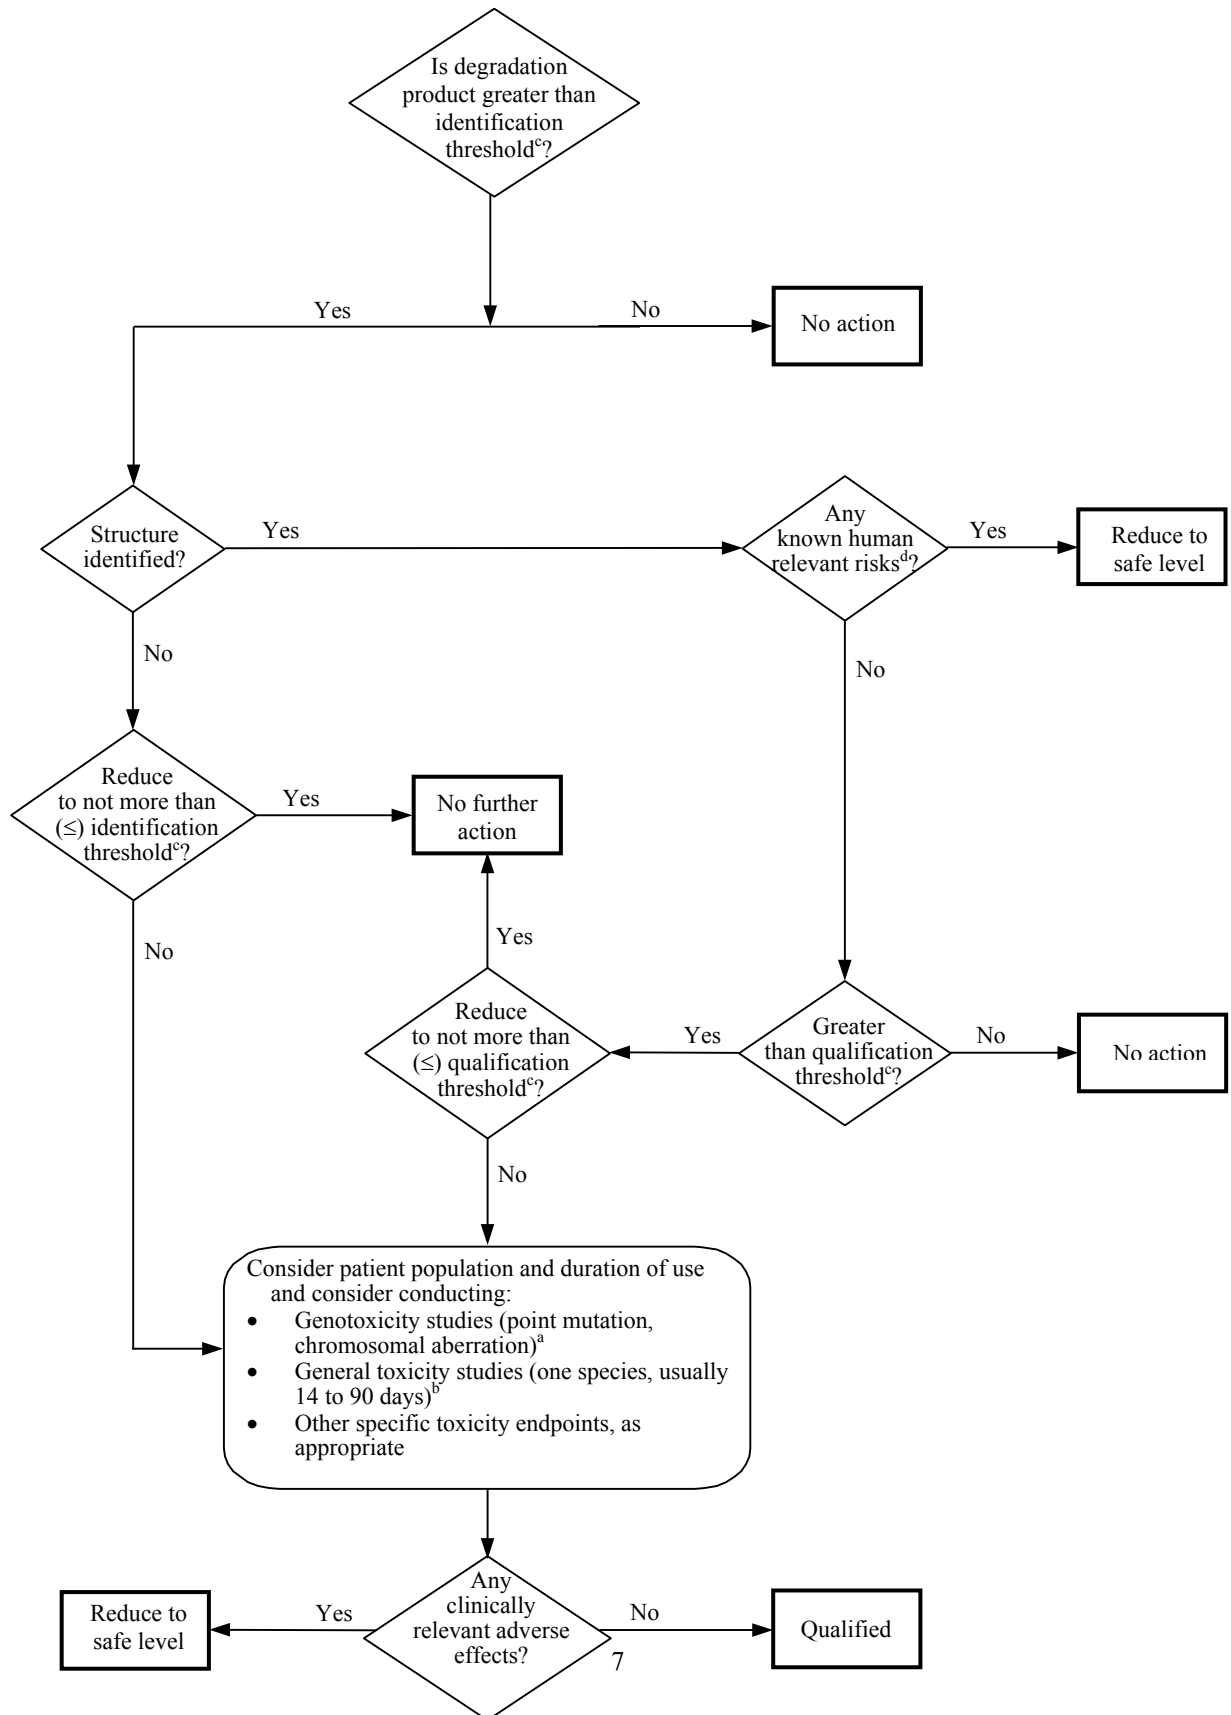 Is degradation
product greater than
identification
thresholdᶜ?
Yes
No
No action
Structure
identified?
Yes
Any
known human
relevant risksᵈ?
Yes
Reduce to
safe level
No
No
Reduce
to not more than
(≤) identification
thresholdᶜ?
Yes
No further
action
No
Yes
Reduce
to not more than
(≤) qualification
thresholdᶜ?
Yes
Greater
than qualification
thresholdᶜ?
No
No action
No
Consider patient population and duration of use
and consider conducting:
• Genotoxicity studies (point mutation,
chromosomal aberration)ᵃ
• General toxicity studies (one species, usually
14 to 90 days)ᵇ
• Other specific toxicity endpoints, as
appropriate
Reduce to
safe level
Yes
Any
clinically
relevant adverse
effects?
No
Qualified
7